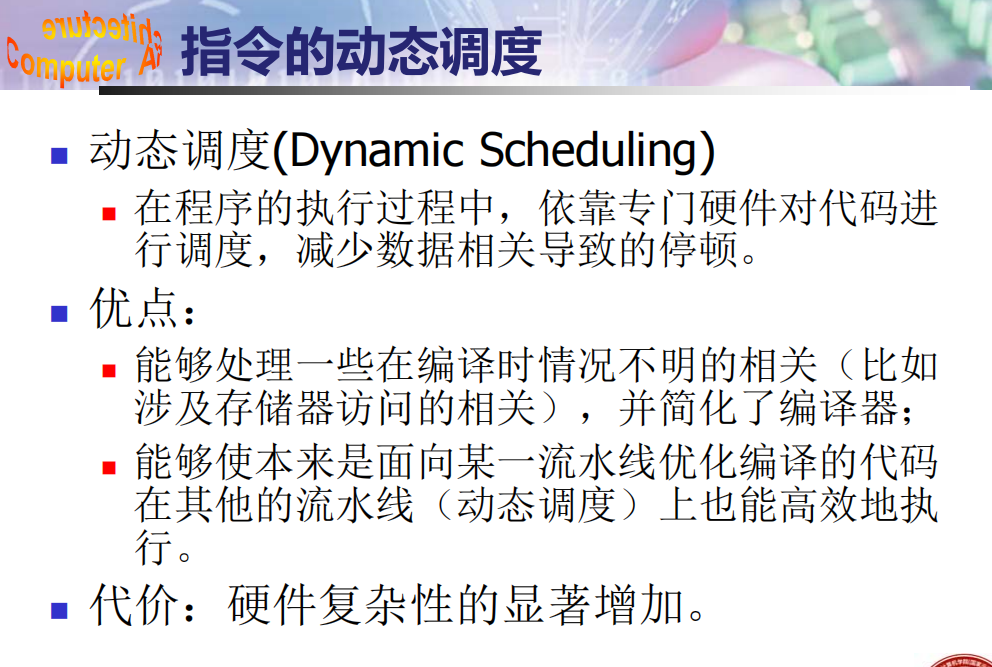 Computer Architecture
指令的动态调度
动态调度(Dynamic Scheduling)
在程序的执行过程中，依靠专门硬件对代码进
行调度，减少数据相关导致的停顿。
优点：
能够处理一些在编译时情况不明的相关（比如
涉及存储器访问的相关），并简化了编译器；
能够使本来是面向某一流水线优化编译的代码
在其他的流水线（动态调度）上也能高效地执
行。
代价：硬件复杂性的显著增加。